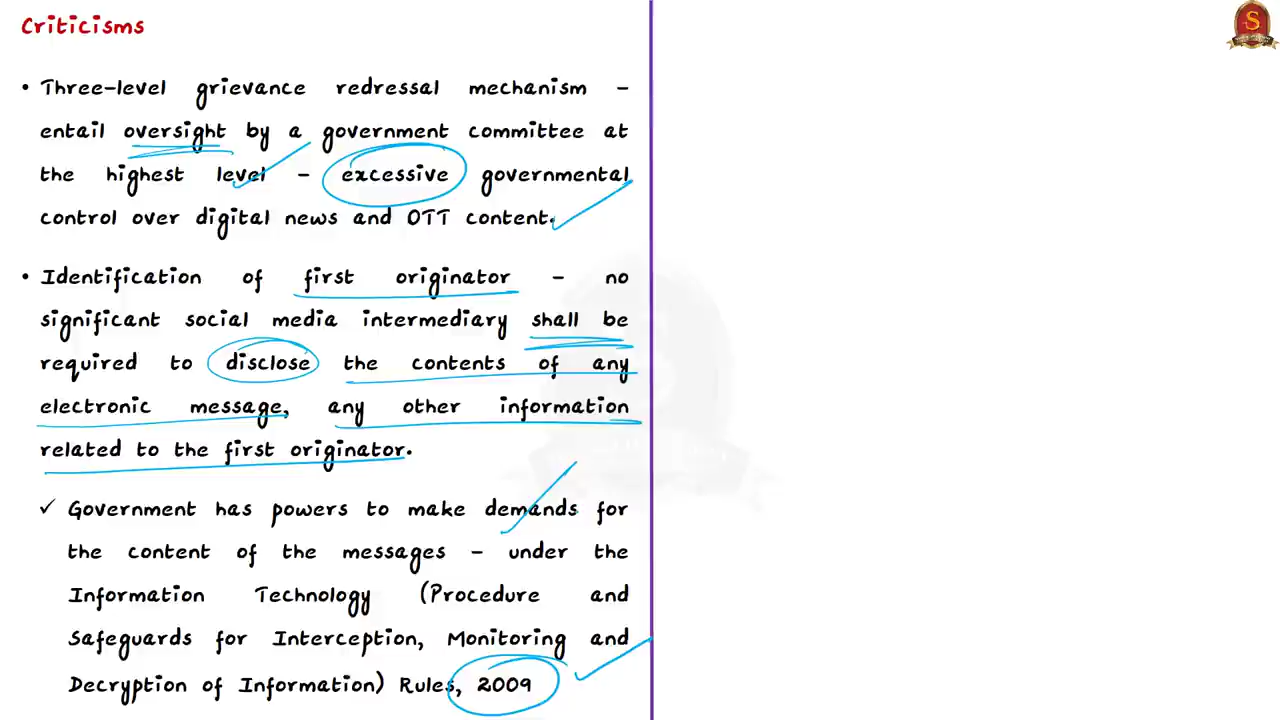 Criticisms
• Three-level grievance redressal mechanism –
entail oversight by a government committee at
the highest level – excessive governmental
control over digital news and OTT content.
• Identification of first originator – no
significant social media intermediary shall be
required to disclose the contents of any
electronic message, any other information
related to the first originator.
✓ Government has powers to make demands for
the content of the messages – under the
Information Technology (Procedure and
Safeguards for Interception, Monitoring and
Decryption of Information) Rules, 2009
S